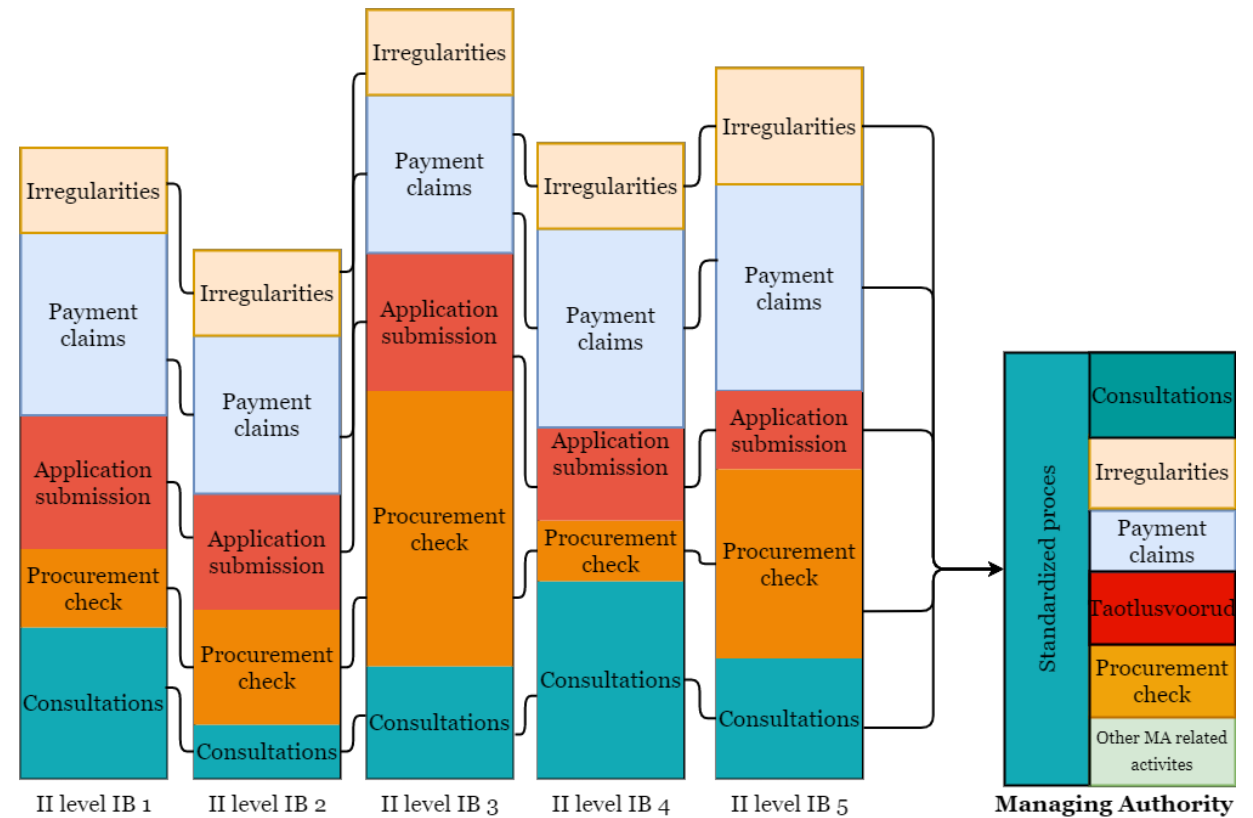 Irregularities
Payment
claims
Application
submission
Procurement
check
Consultations
II level IB 1
Irregularities
Payment
claims
Application
submission
Procurement
check
Consultations
II level IB 2
Irregularities
Payment
claims
Application
submission
Procurement
check
Consultations
II level IB 3
Irregularities
Payment
claims
Application
submission
Procurement
check
Consultations
II level IB 4
Irregularities
Payment
claims
Application
submission
Procurement
check
Consultations
II level IB 5
Standardized proces
Consultations
Irregularities
Payment
claims
Taotlusvoorud
Procurement
check
Other MA related
activites
Managing Authority